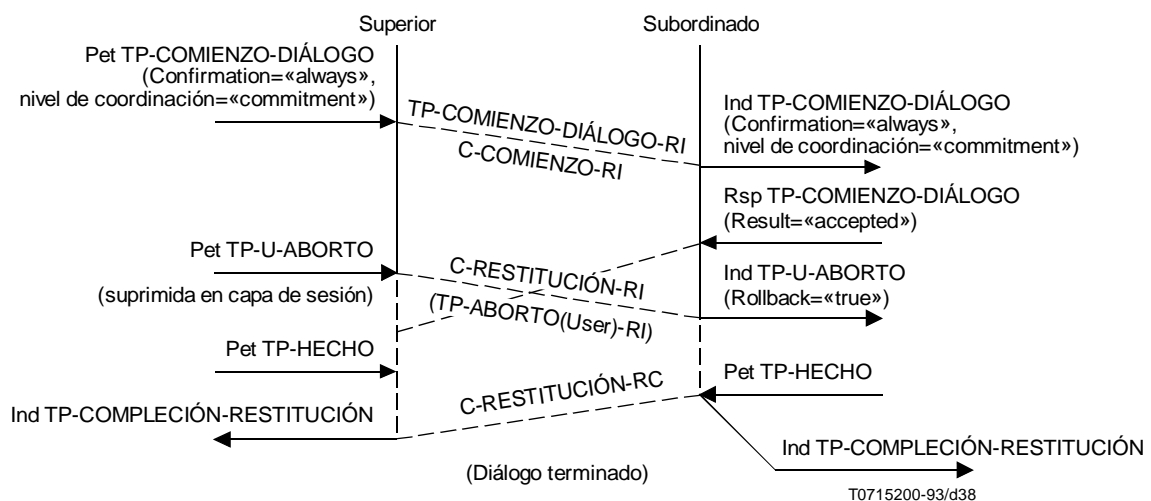 Superior
Subordinado
Pet TP-COMIENZO-DIÁLOGO
(Confirmation=«always»,
nivel de coordinación=«commitment»)
TP-COMIENZO-DIÁLOGO-RI
C-COMIENZO-RI
Ind TP-COMIENZO-DIÁLOGO
(Confirmation=«always»,
nivel de coordinación=«commitment»)
Rsp TP-COMIENZO-DIÁLOGO
(Result=«accepted»)
Pet TP-U-ABORTO
(suprimida en capa de sesión)
C-RESTITUCIÓN-RI
(TP-ABORTO(User)-RI)
Ind TP-U-ABORTO
(Rollback=«true»)
Pet TP-HECHO
Pet TP-HECHO
C-RESTITUCIÓN-RC
Ind TP-COMPLECIÓN-RESTITUCIÓN
Ind TP-COMPLECIÓN-RESTITUCIÓN
(Diálogo terminado)
T0715200-93/d38